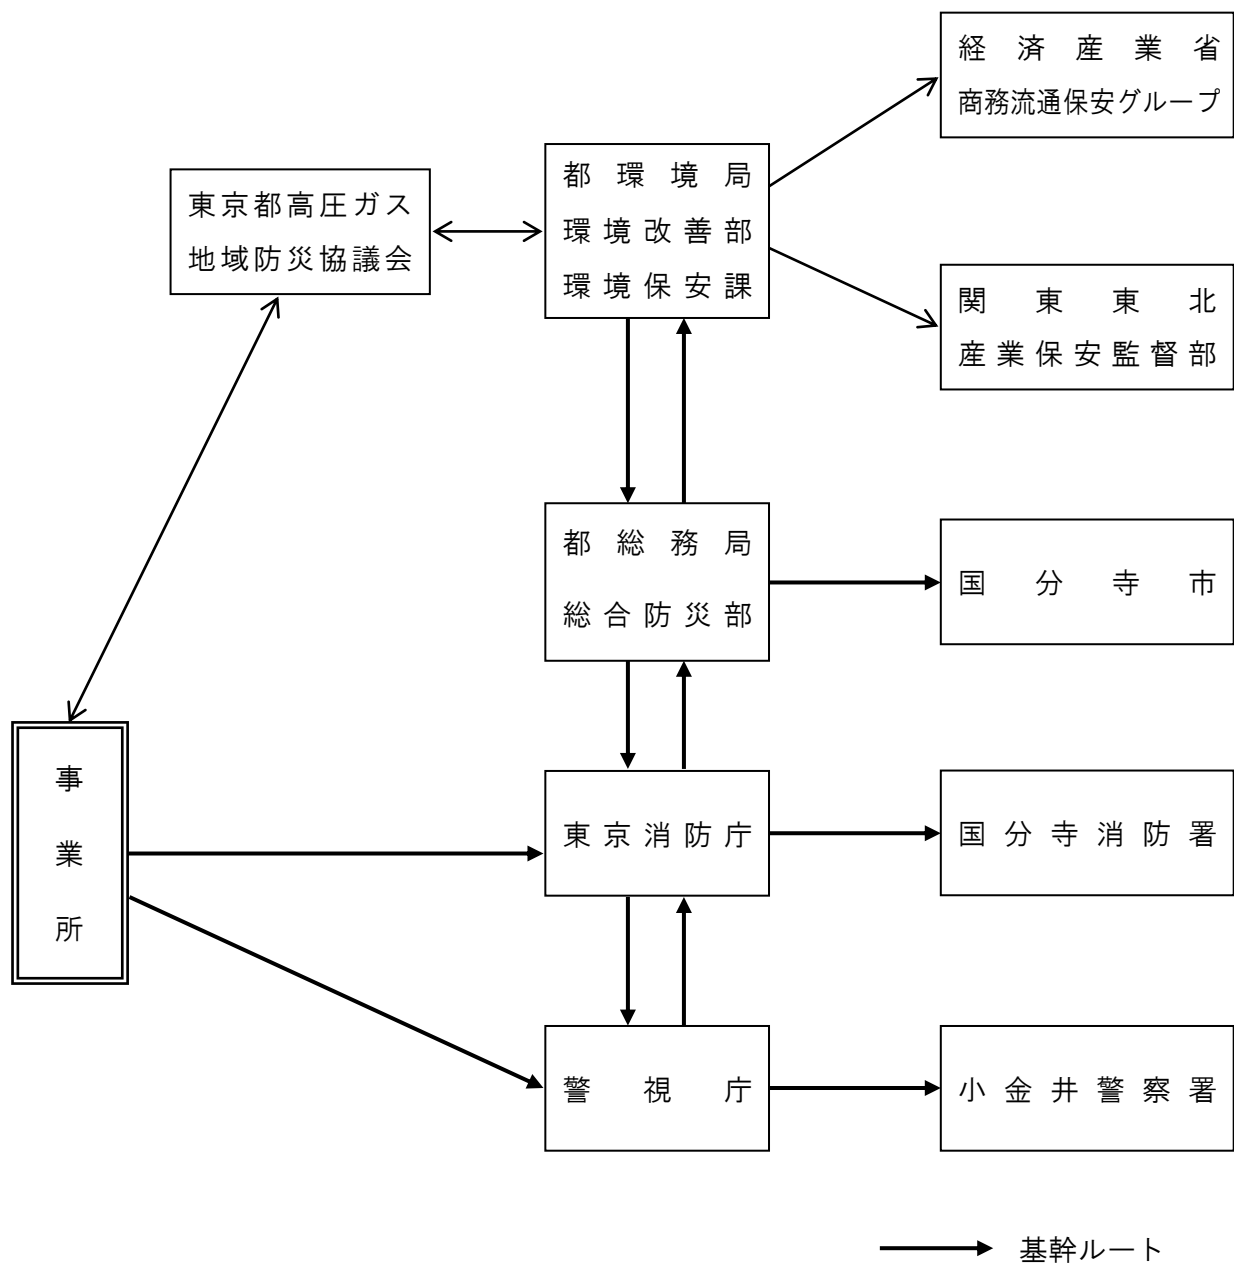 経済産業省
商務流通保安グループ
都環境局
環境改善部
環境保安課
東京都高圧ガス
地域防災協議会
関東東北
産業保安監督部
都総務局
総合防災部
国分寺市
事業所
東京消防庁
国分寺消防署
警視庁
小金井警察署
基幹ルート